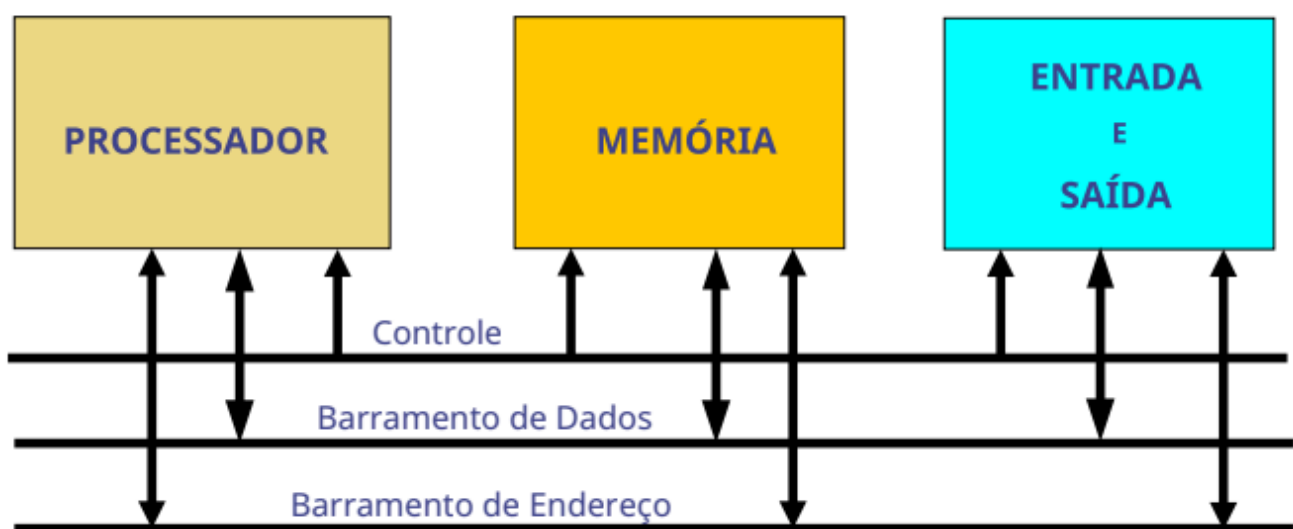 PROCESSADOR
MEMÓRIA
ENTRADA
E
SAÍDA
Controle
Barramento de Dados
Barramento de Endereço